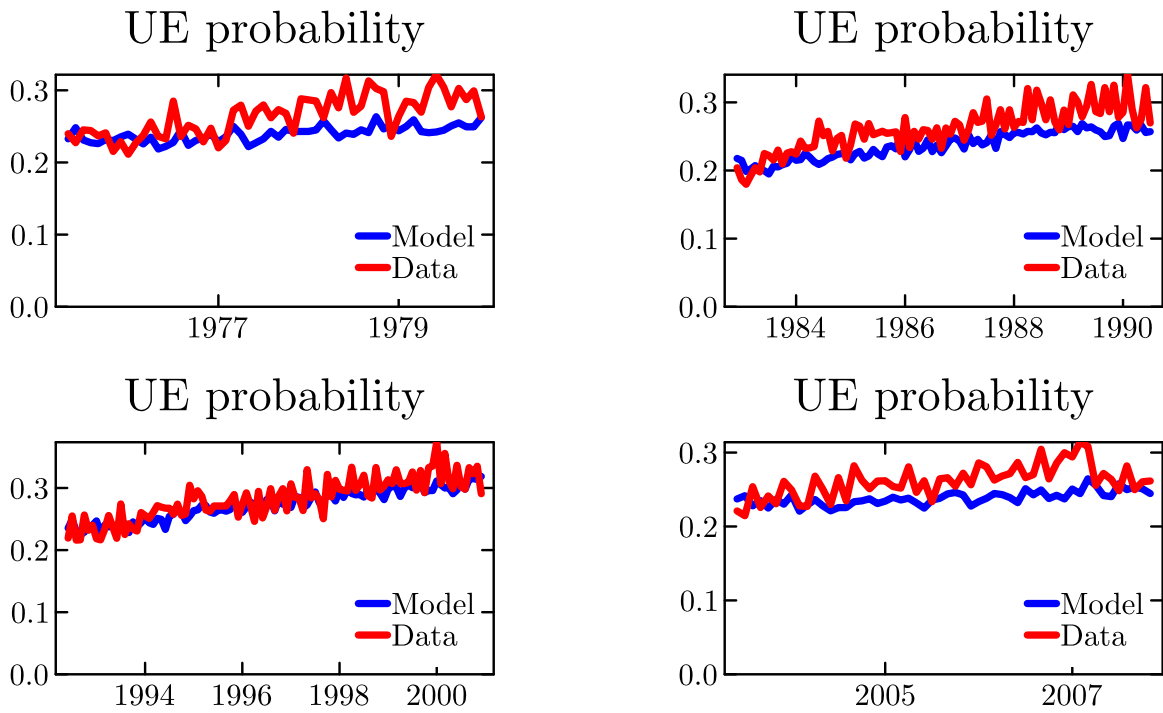 UE probability
0.3
0.2
0.1
0.0
Model
Data
1977 1979
UE probability
0.3
0.2
0.1
0.0
Model
Data
1984 1986 1988 1990
UE probability
0.3
0.2
0.1
0.0
Model
Data
1994 1996 1998 2000
UE probability
0.3
0.2
0.1
0.0
Model
Data
2005 2007